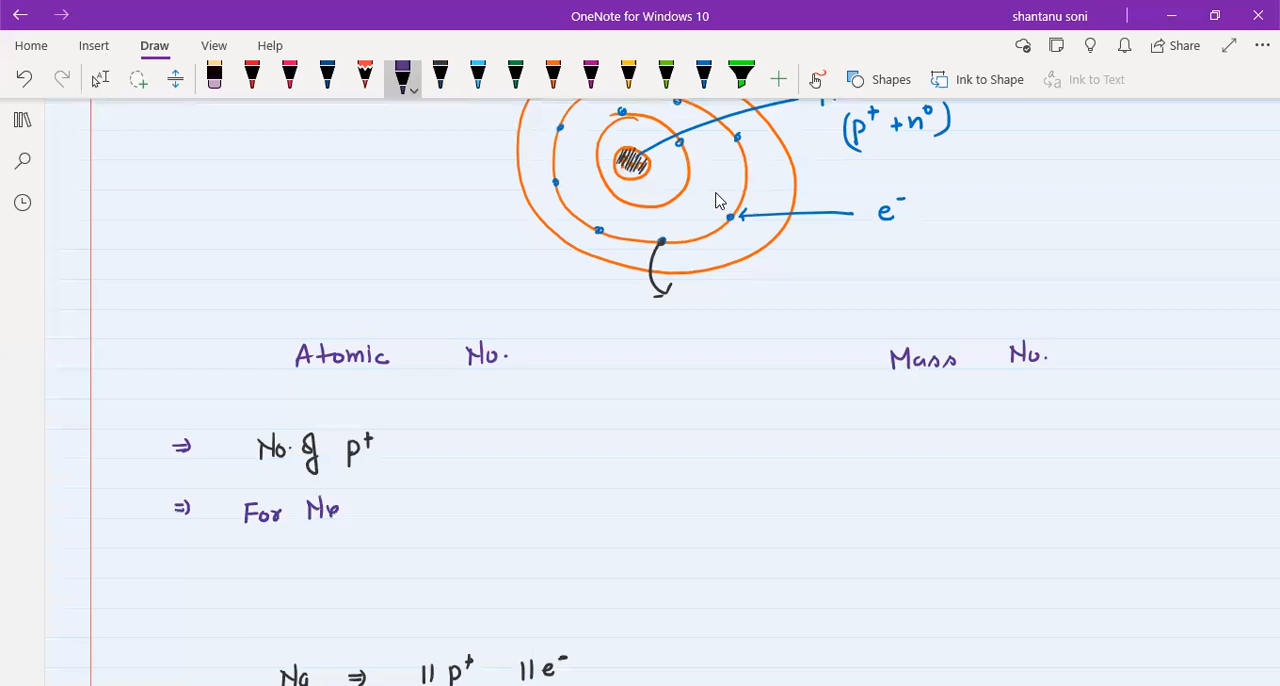 OneNote for Windows 10
shantanu soni
Home Insert Draw View Help
Share
Shapes Ink to Shape Ink to Text
(p⁺ + n⁰)
e⁻
Atomic No. Mass No.
⇒ No. of p⁺
⇒ For Ne
Na ⇒ 11 p⁺ 11 e⁻